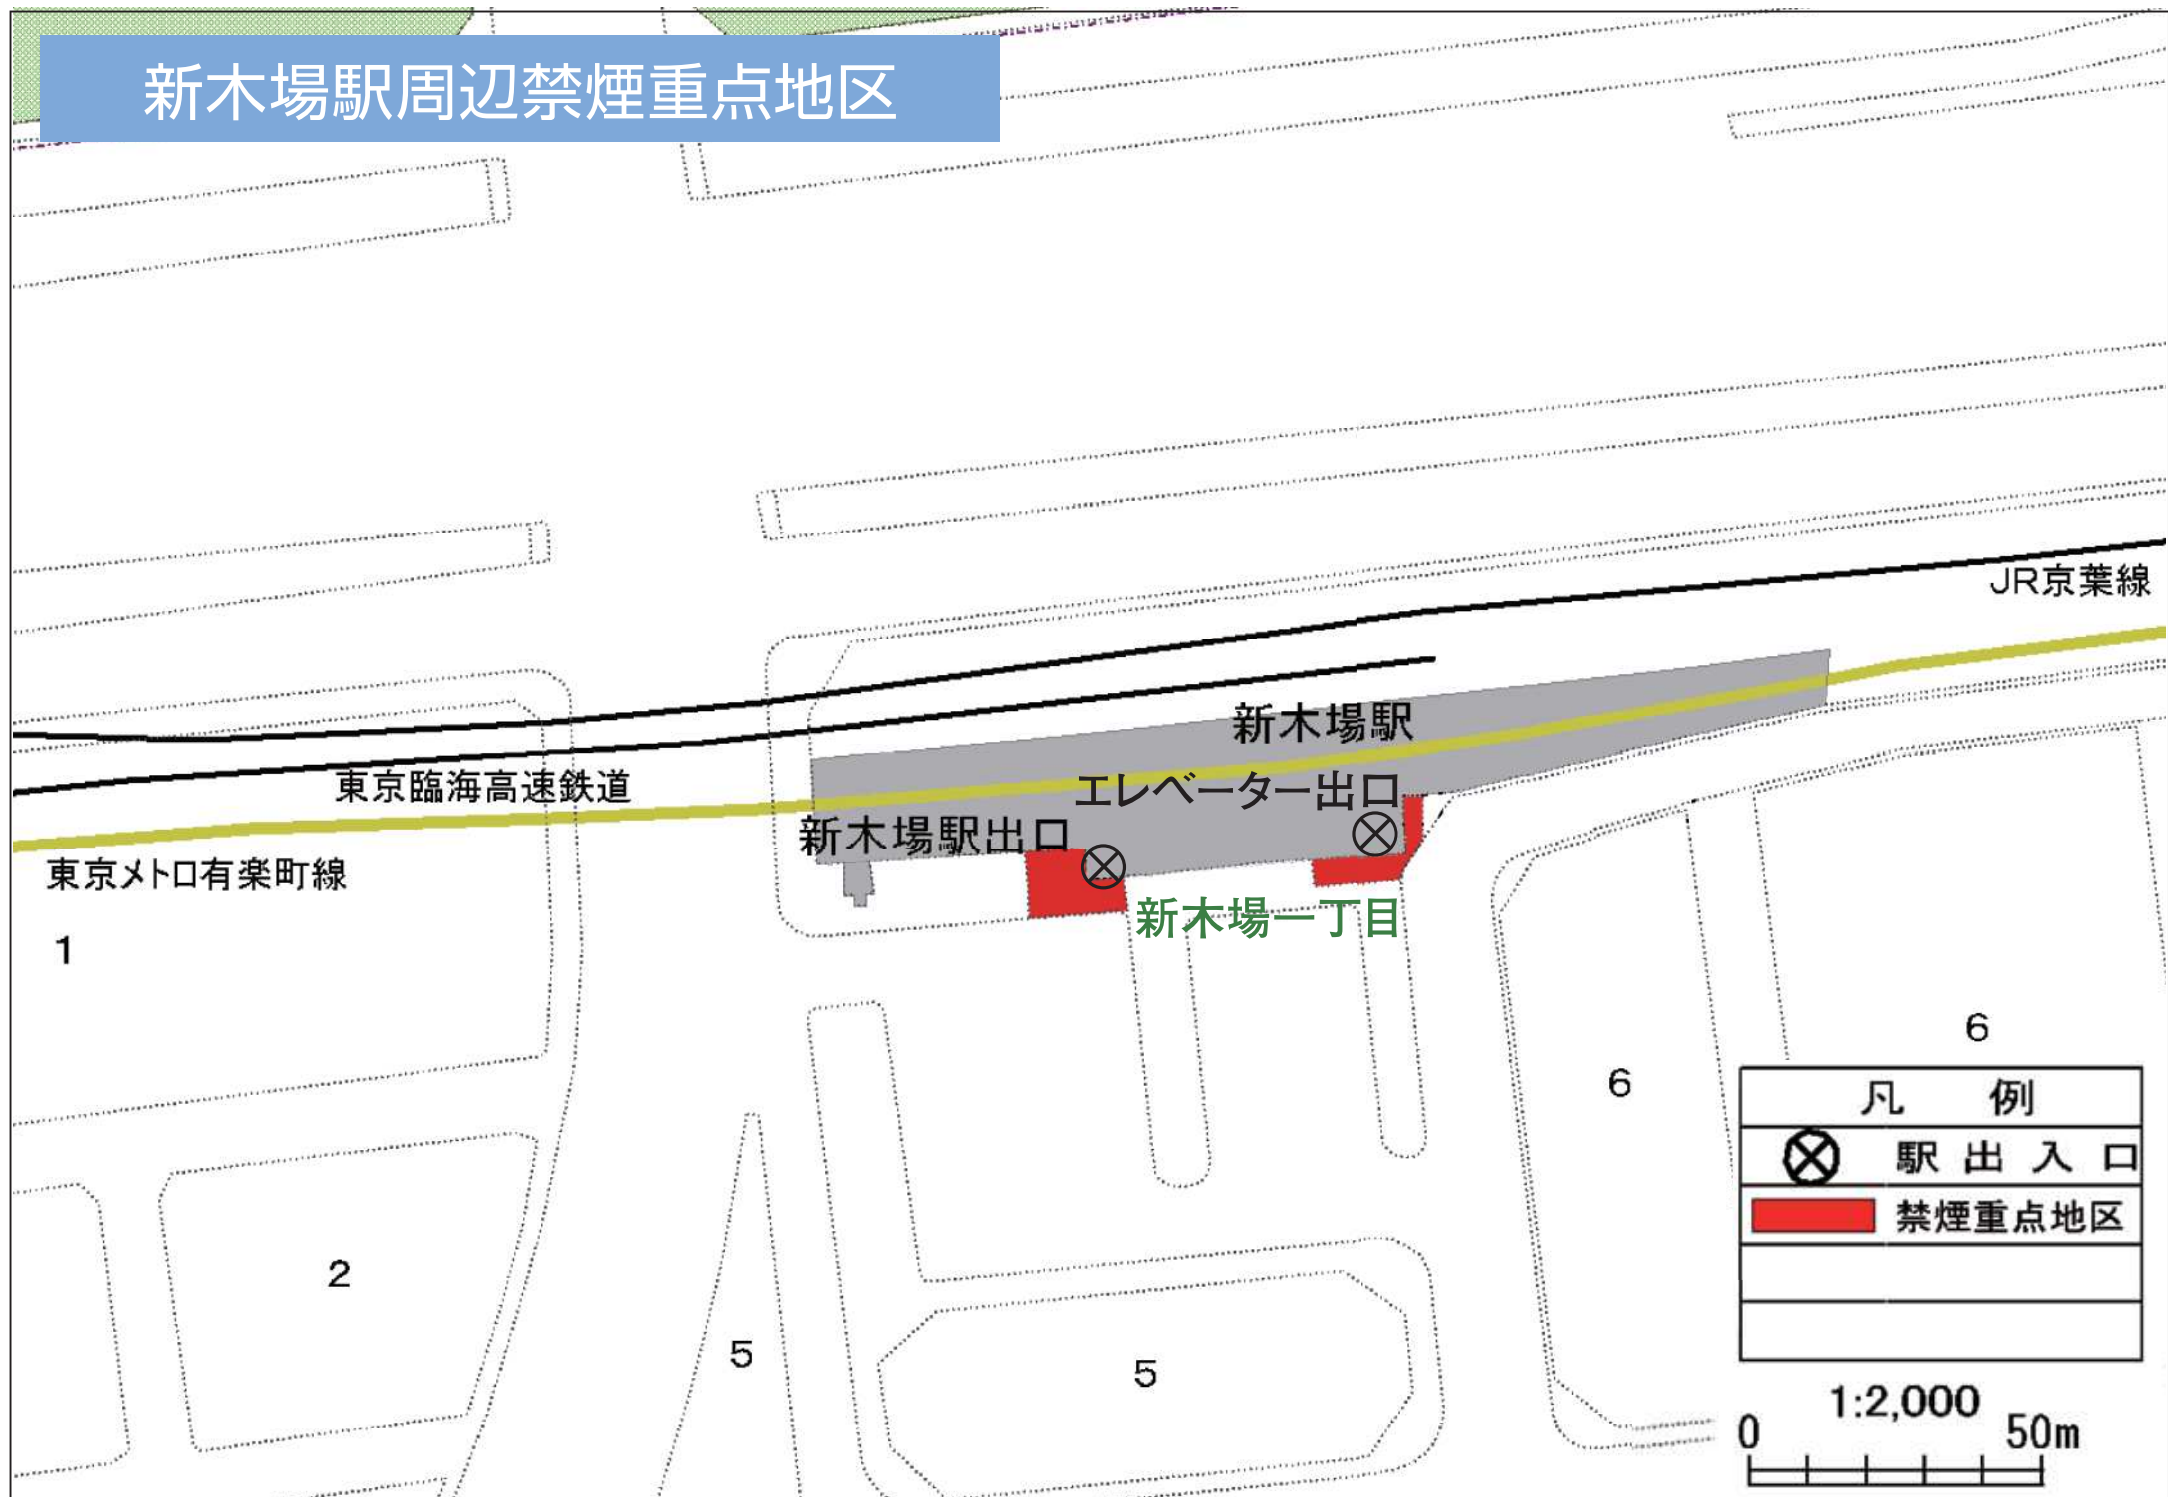 新木場駅周辺禁煙重点地区
JR京葉線
新木場駅
東京臨海高速鉄道
エレベーター出口
新木場駅出口
東京メトロ有楽町線
新木場一丁目
1
6
6
2
5
5
凡 例
駅出入口
禁煙重点地区
1:2,000
0 50m